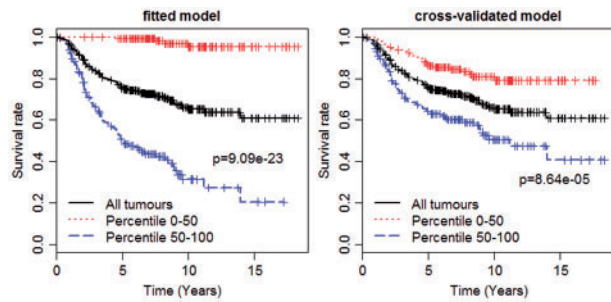 fitted model
cross-validated model
Survival rate
0.0 0.2 0.4 0.6 0.8 1.0
p=9.09e-23
All tumours
Percentile 0-50
Percentile 50-100
0 5 10 15
Time (Years)
Survival rate
0.0 0.2 0.4 0.6 0.8 1.0
p=8.64e-05
All tumours
Percentile 0-50
Percentile 50-100
0 5 10 15
Time (Years)